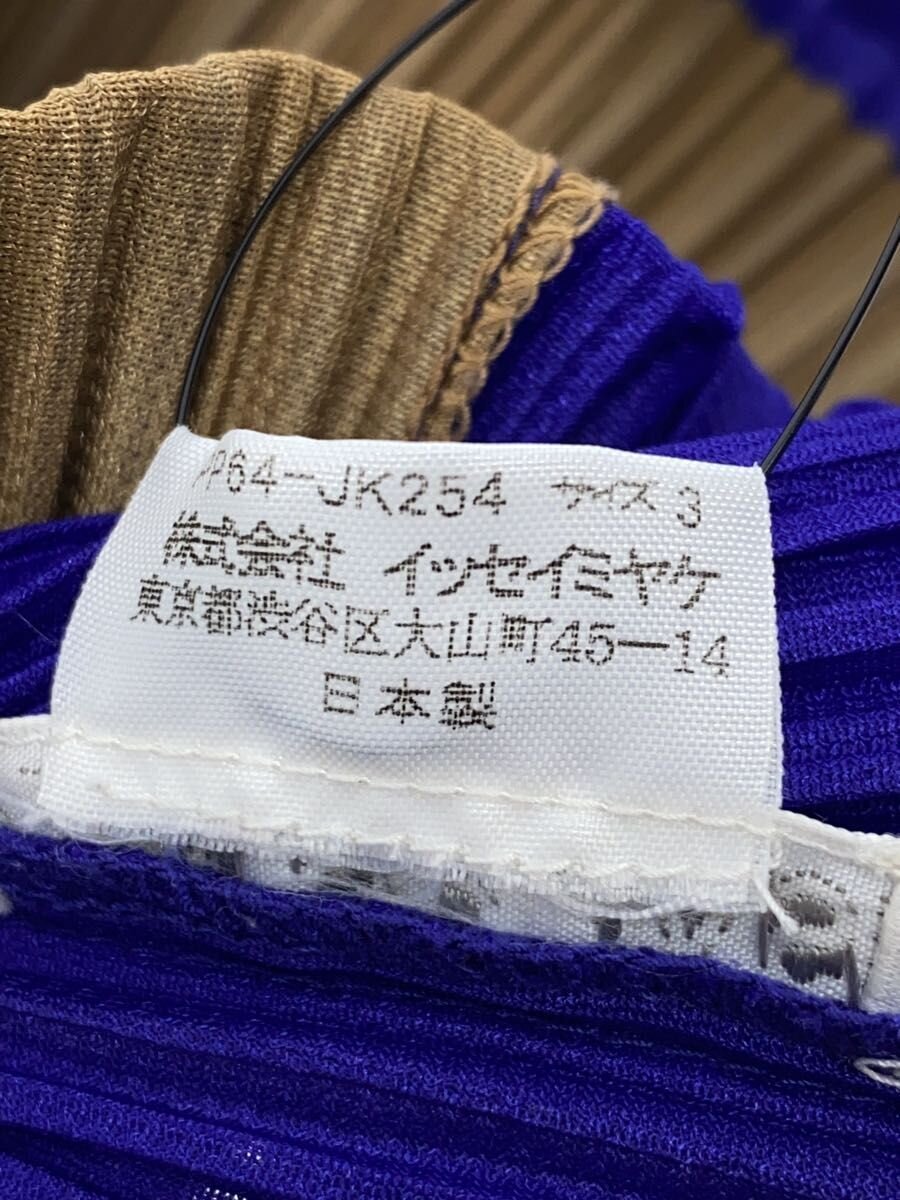 PP64-JK254 サイズ 3
株式会社 イッセイミヤケ
東京都渋谷区大山町45-14
日本製